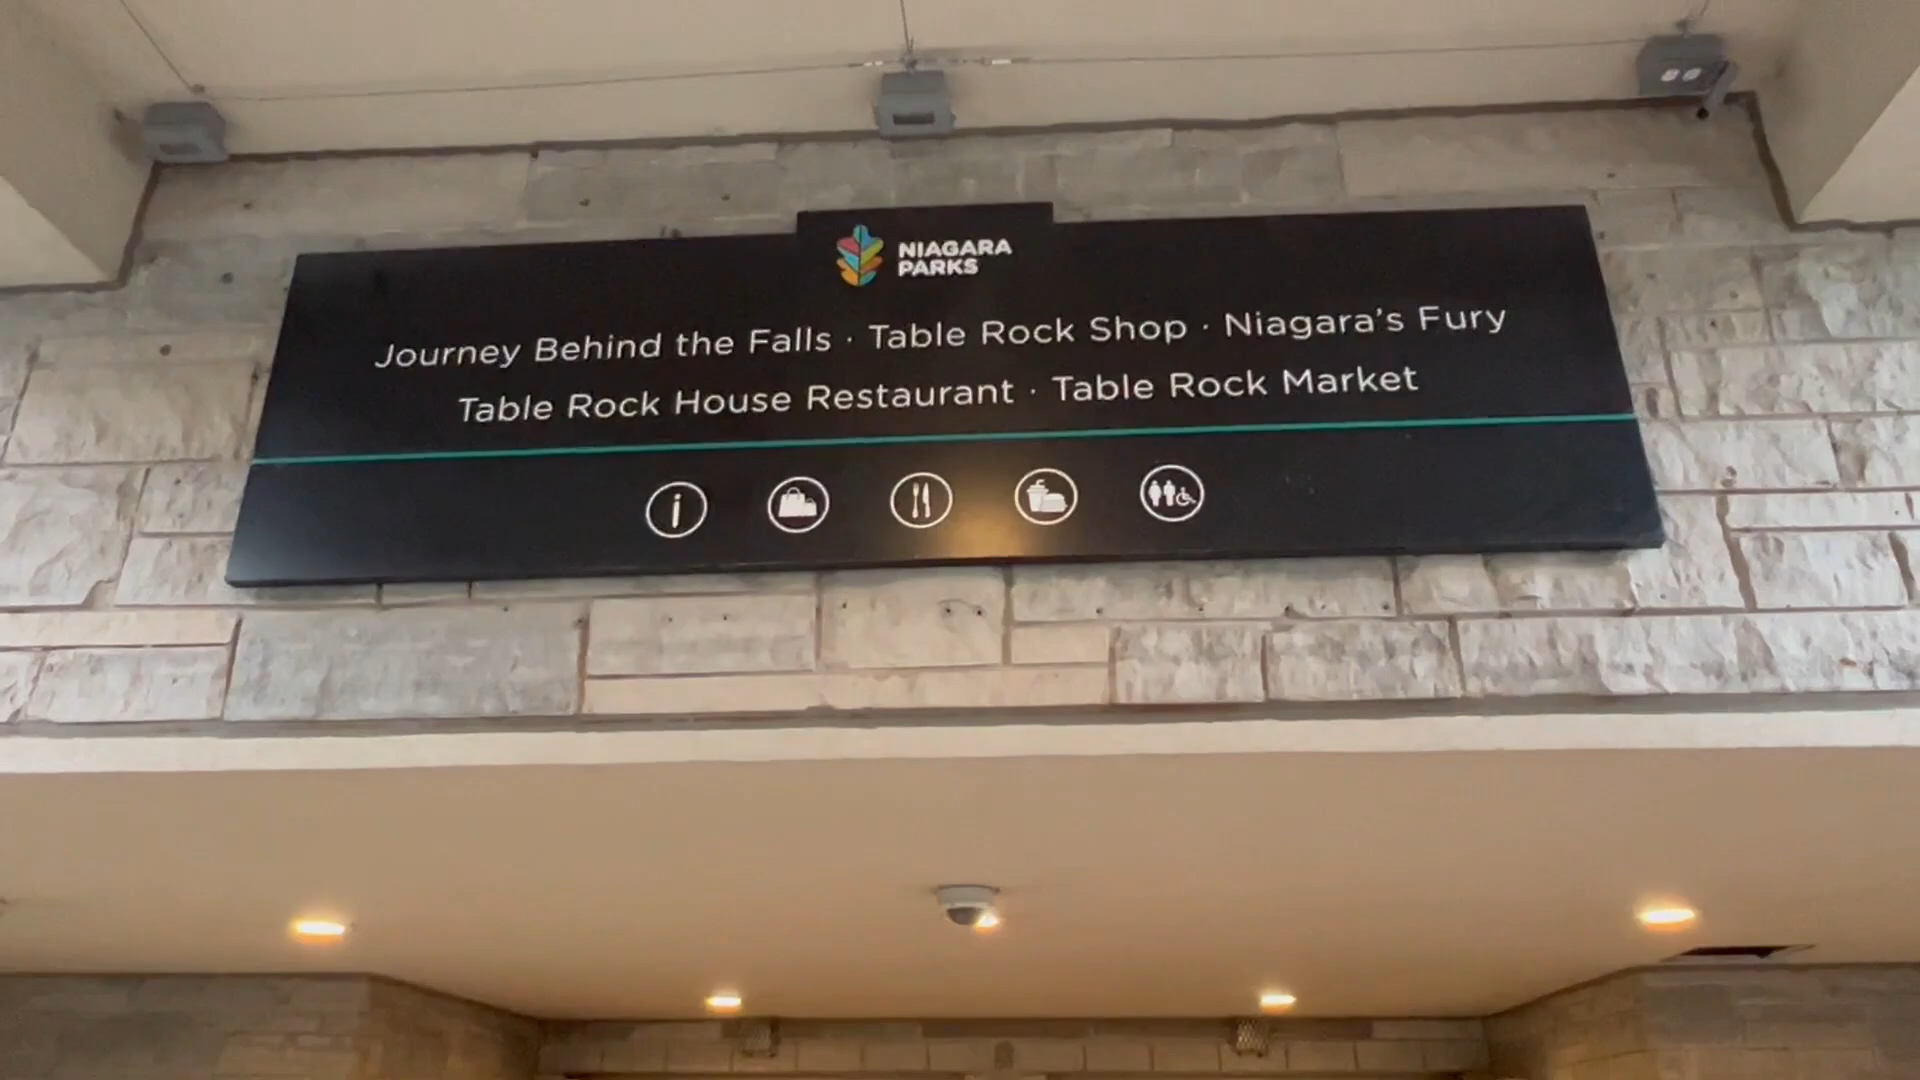 NIAGARA
PARKS
Journey Behind the Falls · Table Rock Shop · Niagara's Fury
Table Rock House Restaurant · Table Rock Market
i